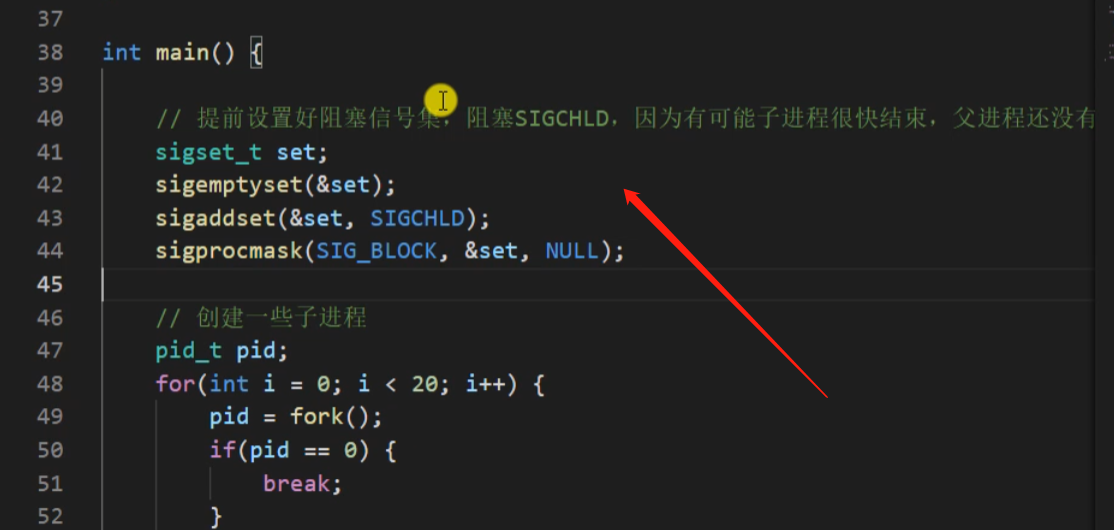 37
38 int main() {
39
40 // 提前设置好阻塞信号集，阻塞SIGCHLD，因为有可能子进程很快结束，父进程还没有
41 sigset_t set;
42 sigemptyset(&set);
43 sigaddset(&set, SIGCHLD);
44 sigprocmask(SIG_BLOCK, &set, NULL);
45
46 // 创建一些子进程
47 pid_t pid;
48 for(int i = 0; i < 20; i++) {
49 pid = fork();
50 if(pid == 0) {
51 break;
52 }